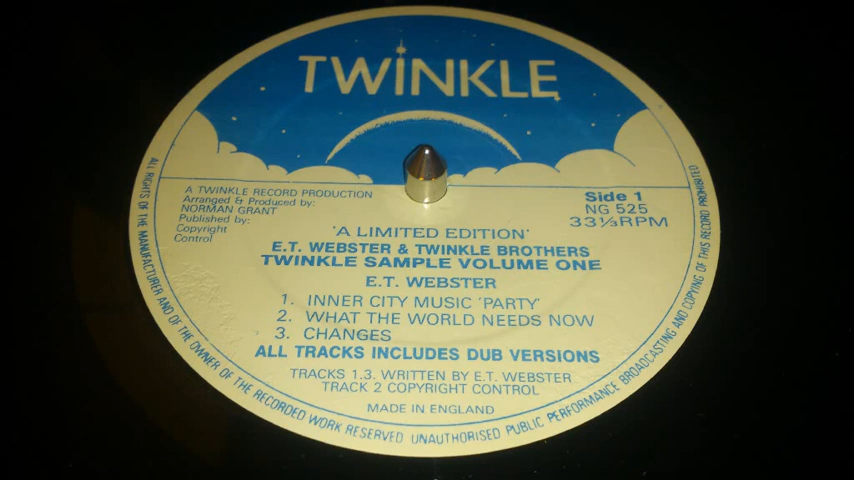 TWINKLE
A TWINKLE RECORD PRODUCTION
Arranged & Produced by:
NORMAN GRANT
Published by:
Copyright
Control
Side 1
NG 525
33⅓RPM
'A LIMITED EDITION'
E.T. WEBSTER & TWINKLE BROTHERS
TWINKLE SAMPLE VOLUME ONE
E.T. WEBSTER
1. INNER CITY MUSIC 'PARTY'
2. WHAT THE WORLD NEEDS NOW
3. CHANGES
ALL TRACKS INCLUDES DUB VERSIONS
TRACKS 1.3. WRITTEN BY E.T. WEBSTER
TRACK 2 COPYRIGHT CONTROL
MADE IN ENGLAND
ALL RIGHTS OF THE MANUFACTURER AND OF THE OWNER OF THE RECORDED WORK RESERVED UNAUTHORISED PUBLIC PERFORMANCE BROADCASTING AND COPYING OF THIS RECORD PROHIBITED